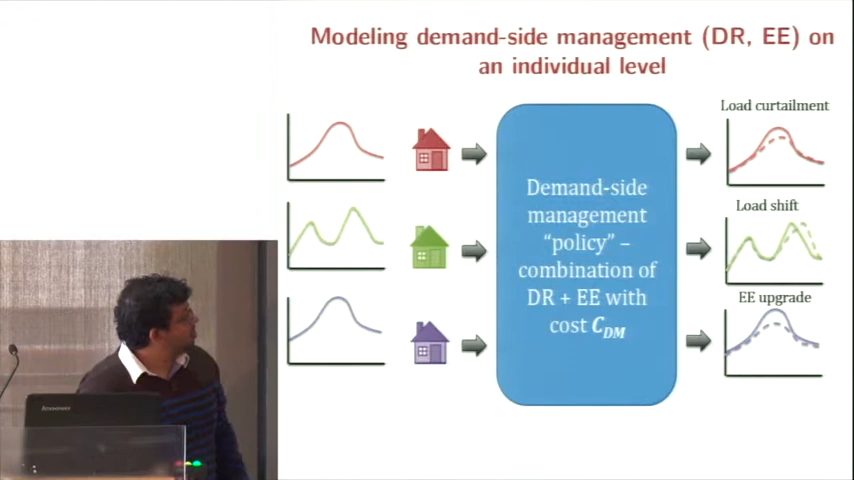 Modeling demand-side management (DR, EE) on
an individual level
Load curtailment
Demand-side
management
“policy” –
combination of
DR + EE with
cost C_DM
Load shift
EE upgrade
lenovo